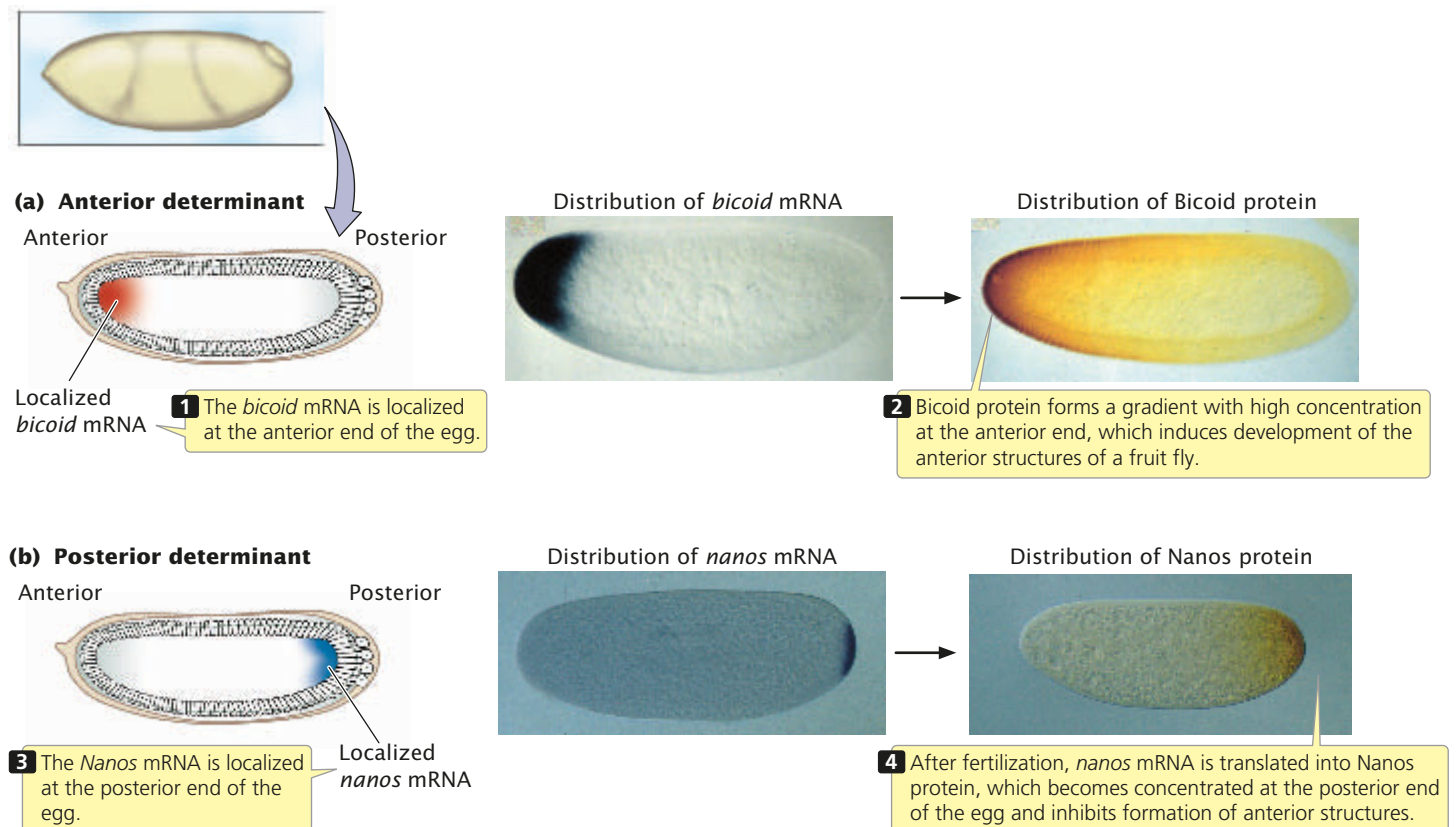 (a) Anterior determinant
Anterior
Posterior
Localized
bicoid mRNA
1 The bicoid mRNA is localized
at the anterior end of the egg.
Distribution of bicoid mRNA
Distribution of Bicoid protein
2 Bicoid protein forms a gradient with high concentration
at the anterior end, which induces development of the
anterior structures of a fruit fly.
(b) Posterior determinant
Anterior
Posterior
3 The Nanos mRNA is localized
at the posterior end of the
egg.
Localized
nanos mRNA
Distribution of nanos mRNA
Distribution of Nanos protein
4 After fertilization, nanos mRNA is translated into Nanos
protein, which becomes concentrated at the posterior end
of the egg and inhibits formation of anterior structures.